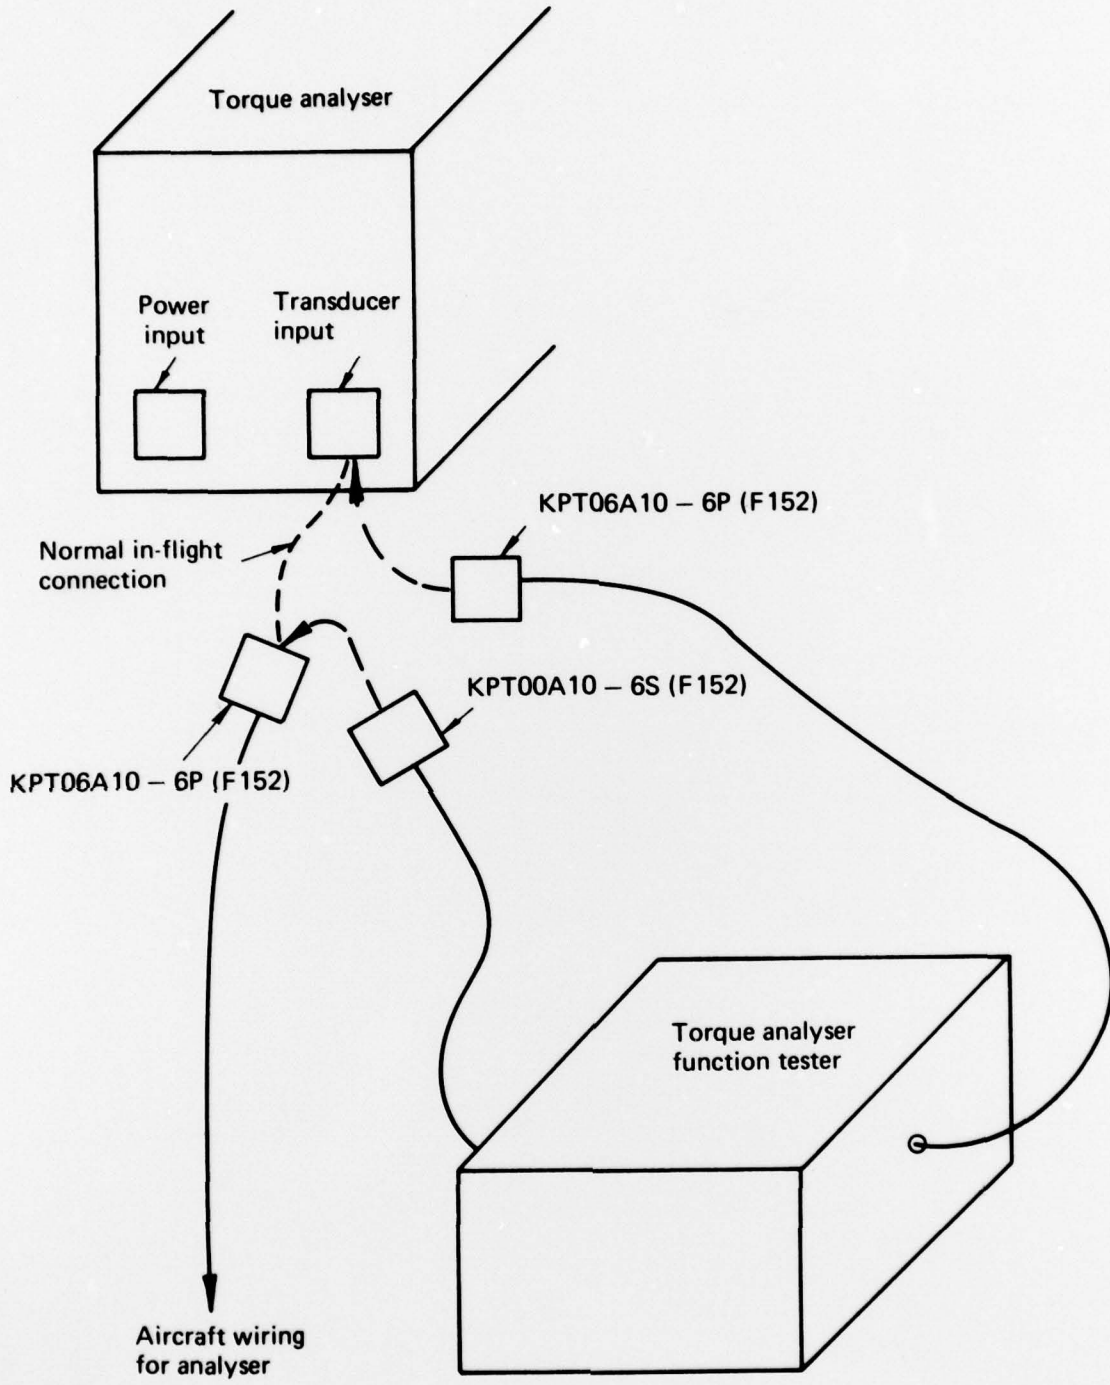 Torque analyser
Power
input
Transducer
input
KPT06A10 – 6P (F152)
Normal in-flight
connection
KPT00A10 – 6S (F152)
KPT06A10 – 6P (F152)
Torque analyser
function tester
Aircraft wiring
for analyser